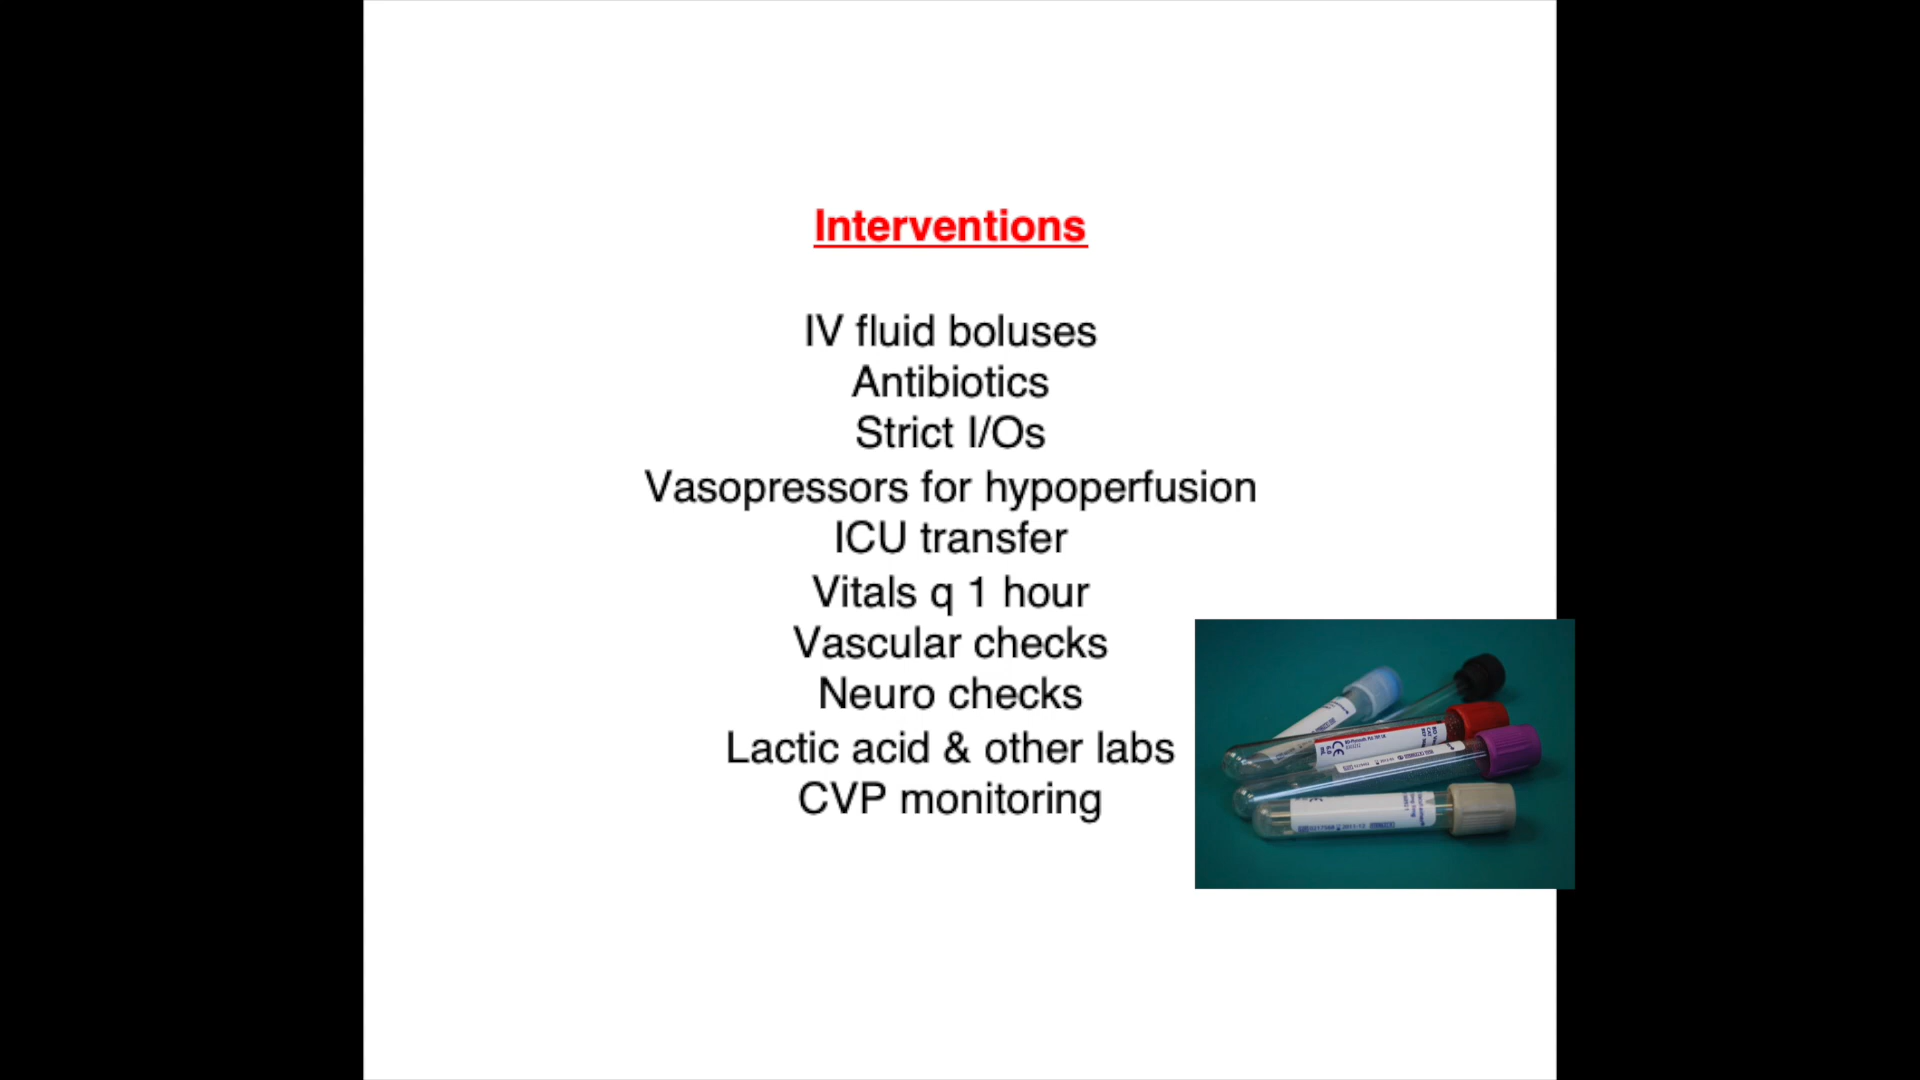 Interventions
IV fluid boluses
Antibiotics
Strict I/Os
Vasopressors for hypoperfusion
ICU transfer
Vitals q 1 hour
Vascular checks
Neuro checks
Lactic acid & other labs
CVP monitoring